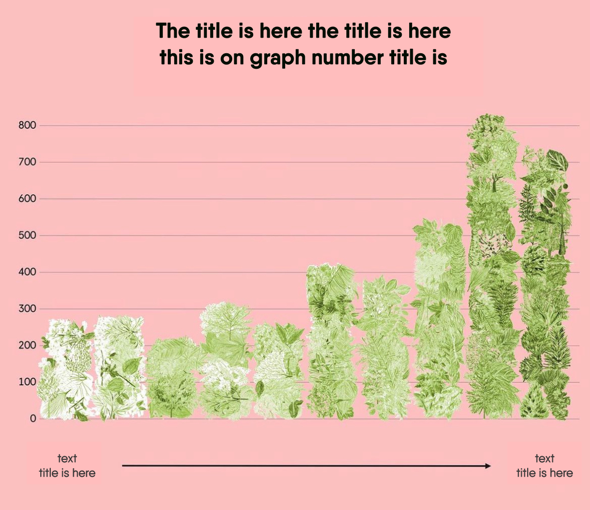 The title is here the title is here
this is on graph number title is
800
700
600
500
400
300
200
100
0
text
title is here
text
title is here